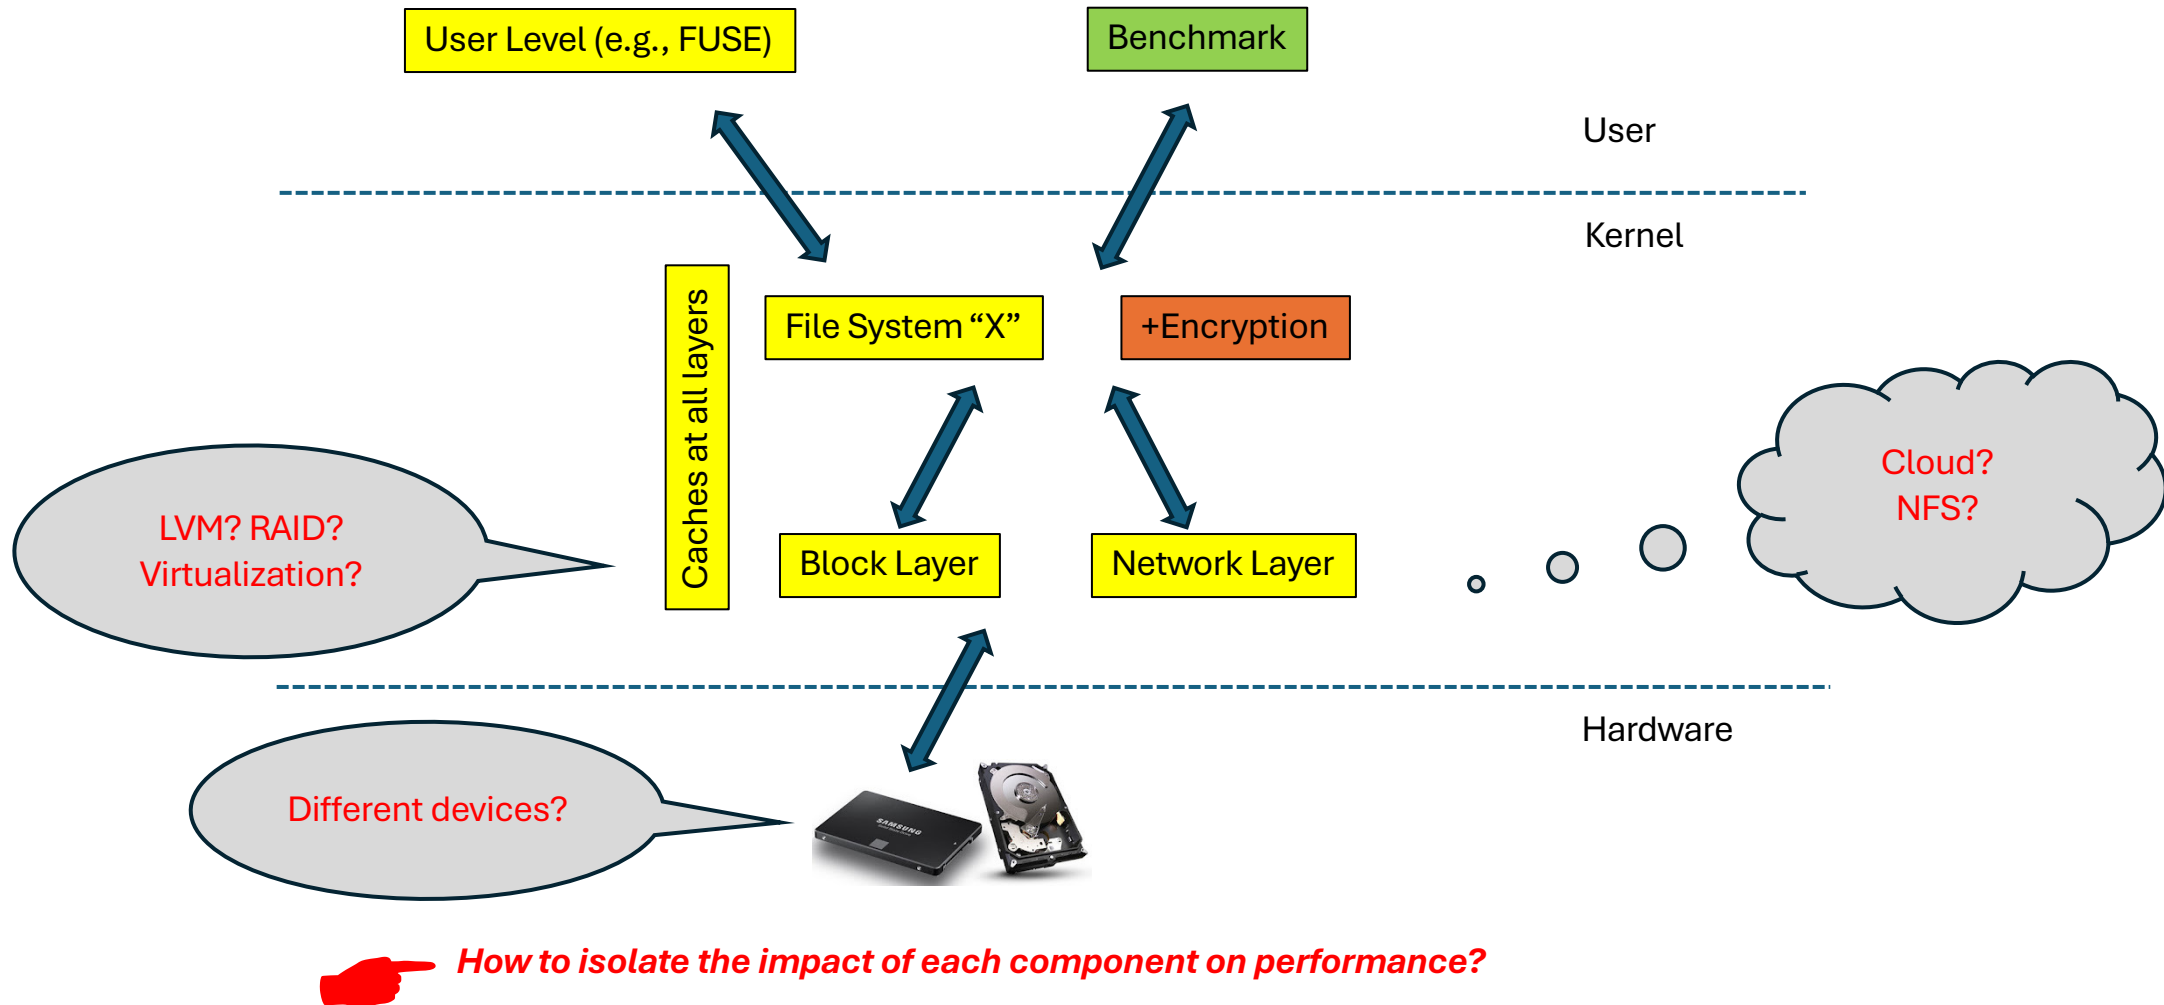 User Level (e.g., FUSE)
Benchmark
User
Kernel
Caches at all layers
File System “X”
+Encryption
Cloud?
NFS?
LVM? RAID?
Virtualization?
Block Layer
Network Layer
Hardware
Different devices?
SAMSUNG
How to isolate the impact of each component on performance?